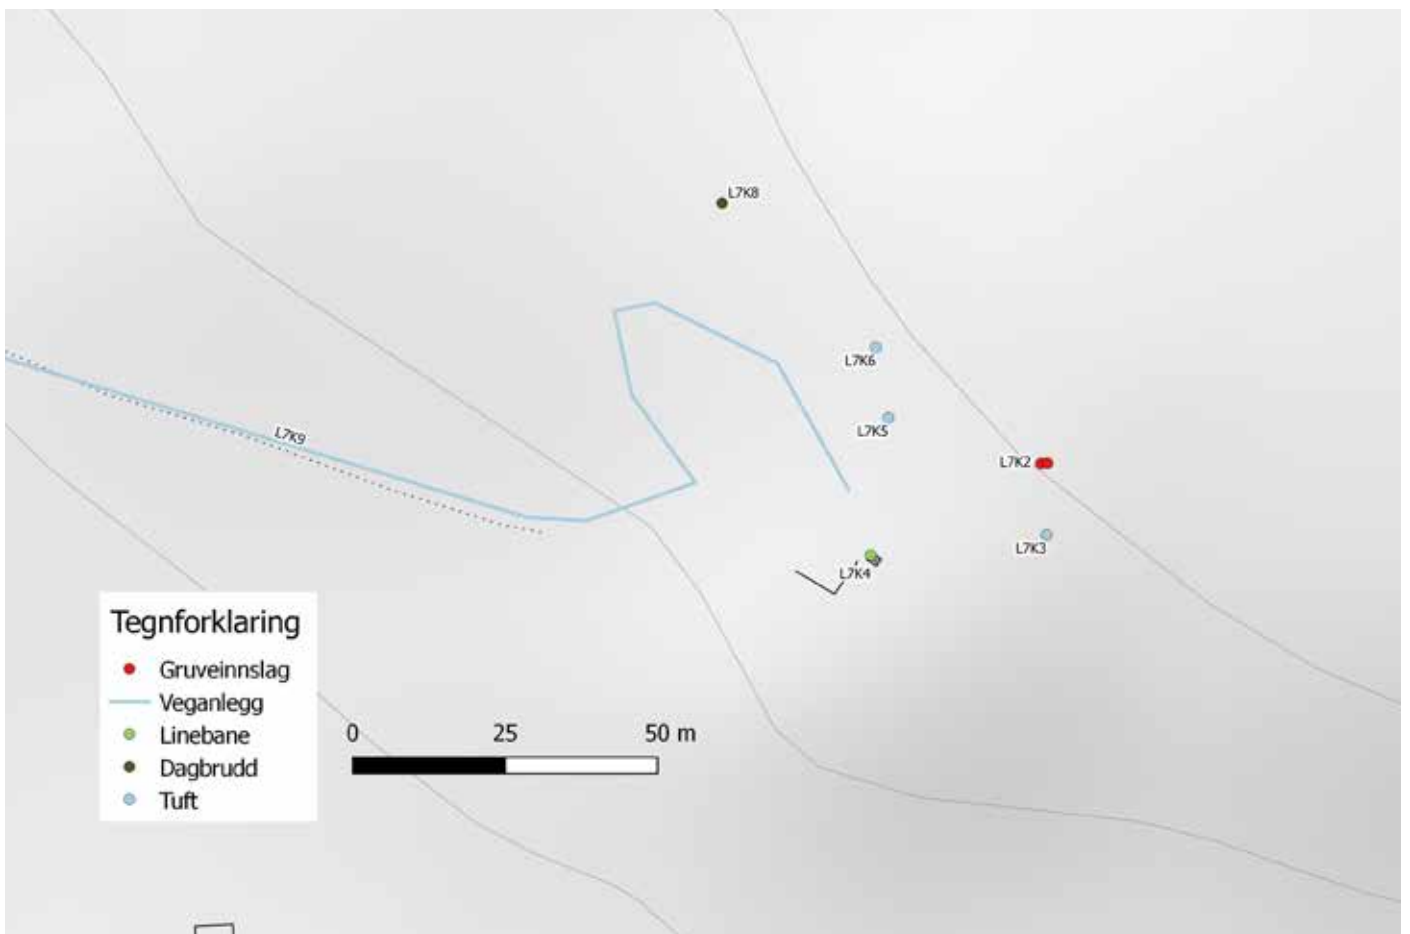 L7K8
L7K6
L7K5
L7K9
L7K2
L7K3
L7K4
Tegnforklaring
Gruveinnslag
Veganlegg
Linebane
Dagbrudd
Tuft
0 25 50 m